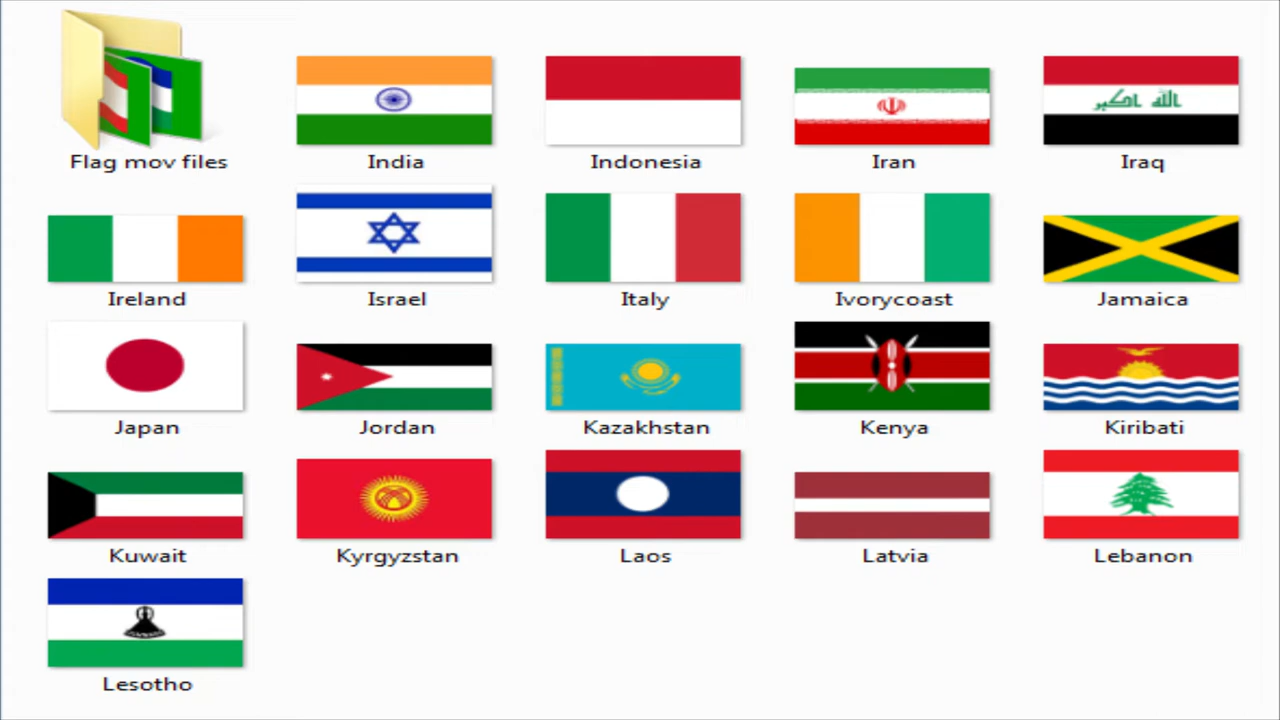 Flag mov files
India
Indonesia
Iran
الله اكبر
Iraq
Ireland
Israel
Italy
Ivorycoast
Jamaica
Japan
Jordan
Kazakhstan
Kenya
Kiribati
Kuwait
Kyrgyzstan
Laos
Latvia
Lebanon
Lesotho